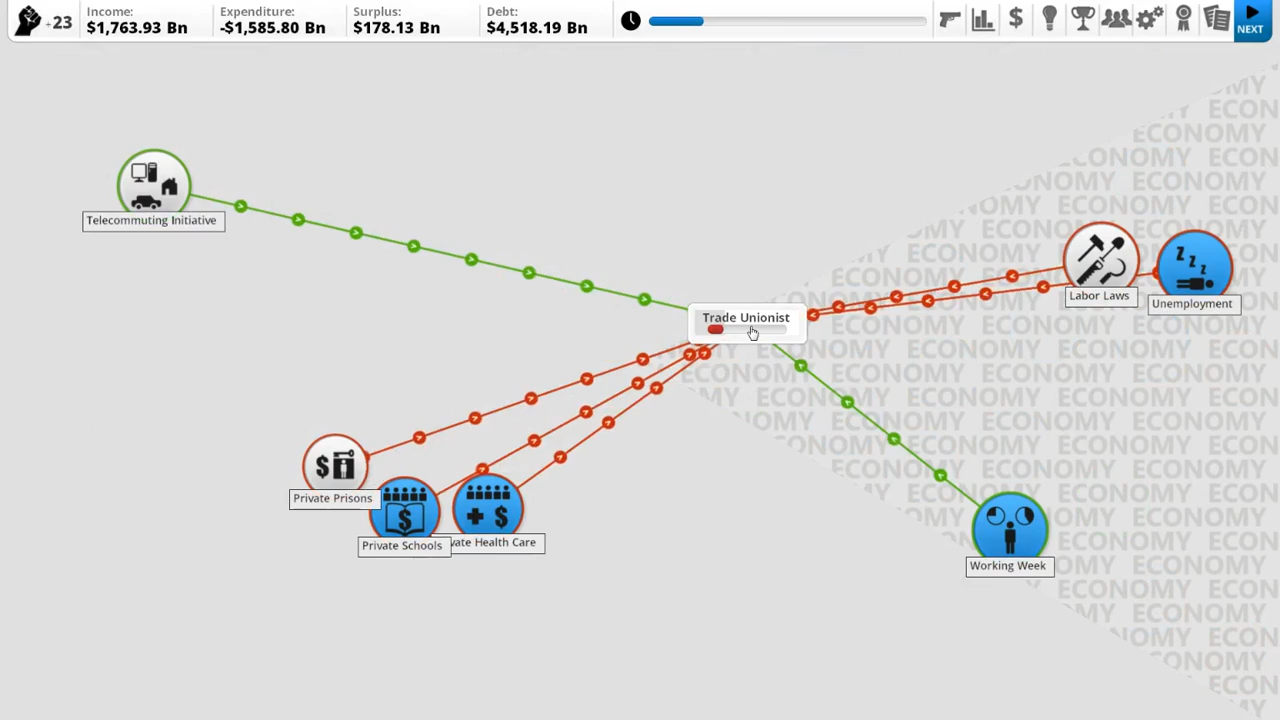 +23
Income:
$1,763.93 Bn
Expenditure:
-$1,585.80 Bn
Surplus:
$178.13 Bn
Debt:
$4,518.19 Bn
NEXT
Telecommuting Initiative
Trade Unionist
Labor Laws
Unemployment
Private Prisons
Private Schools
vate Health Care
Working Week
ECONOMY